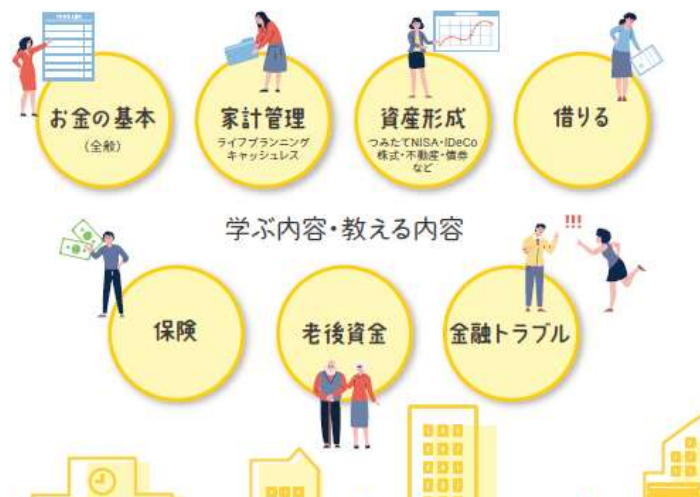 お金の基本
(全般)
家計管理
ライフプランニング
キャッシュレス
資産形成
つみたてNISA・iDeCo
株式・不動産・債券
など
借りる
学ぶ内容・教える内容
!!!
保険
老後資金
金融トラブル